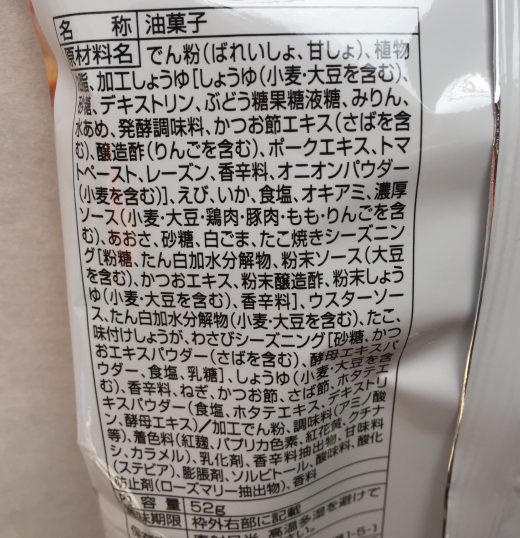 名称 油菓子
原材料名 でん粉(ばれいしょ、甘しょ)、植物
油脂、加工しょうゆ[しょうゆ(小麦・大豆を含む)、
砂糖、デキストリン、ぶどう糖果糖液糖、みりん、
水あめ、発酵調味料、かつお節エキス(さばを含
む)、醸造酢(りんごを含む)、ポークエキス、トマ
トペースト、レーズン、香辛料、オニオンパウダー
(小麦を含む)]、えび、いか、食塩、オキアミ、濃厚
ソース(小麦・大豆・鶏肉・豚肉・もも・りんごを含
む)、あおさ、砂糖、白ごま、たこ焼きシーズニン
グ[粉糖、たん白加水分解物、粉末ソース(大豆
を含む)、かつおエキス、粉末醸造酢、粉末しょう
ゆ(小麦・大豆を含む)、香辛料]、ウスターソー
ス、たん白加水分解物(小麦・大豆を含む)、たこ、
味付けしょうが、わさびシーズニング[砂糖、かつ
おエキスパウダー(さばを含む)、酵母エキスパ
ウダー、食塩、乳糖]、しょうゆ(小麦・大豆を含
む)、香辛料、ねぎ、かつお節、さば節、ホタテエ
キスパウダー(食塩、ホタテエキス、デキストリ
ン、酵母エキス)/加工でん粉、調味料(アミノ酸
等)、着色料(紅麹、パプリカ色素、紅花黄、クチナ
シ、カラメル)、乳化剤、香辛料抽出物、甘味料
(ステビア)、膨脹剤、ソルビトール、酸味料、酸化
防止剤(ローズマリー抽出物)、香料
内容量 52g
賞味期限 枠外右部に記載
高温多湿を避けて
1-5-1